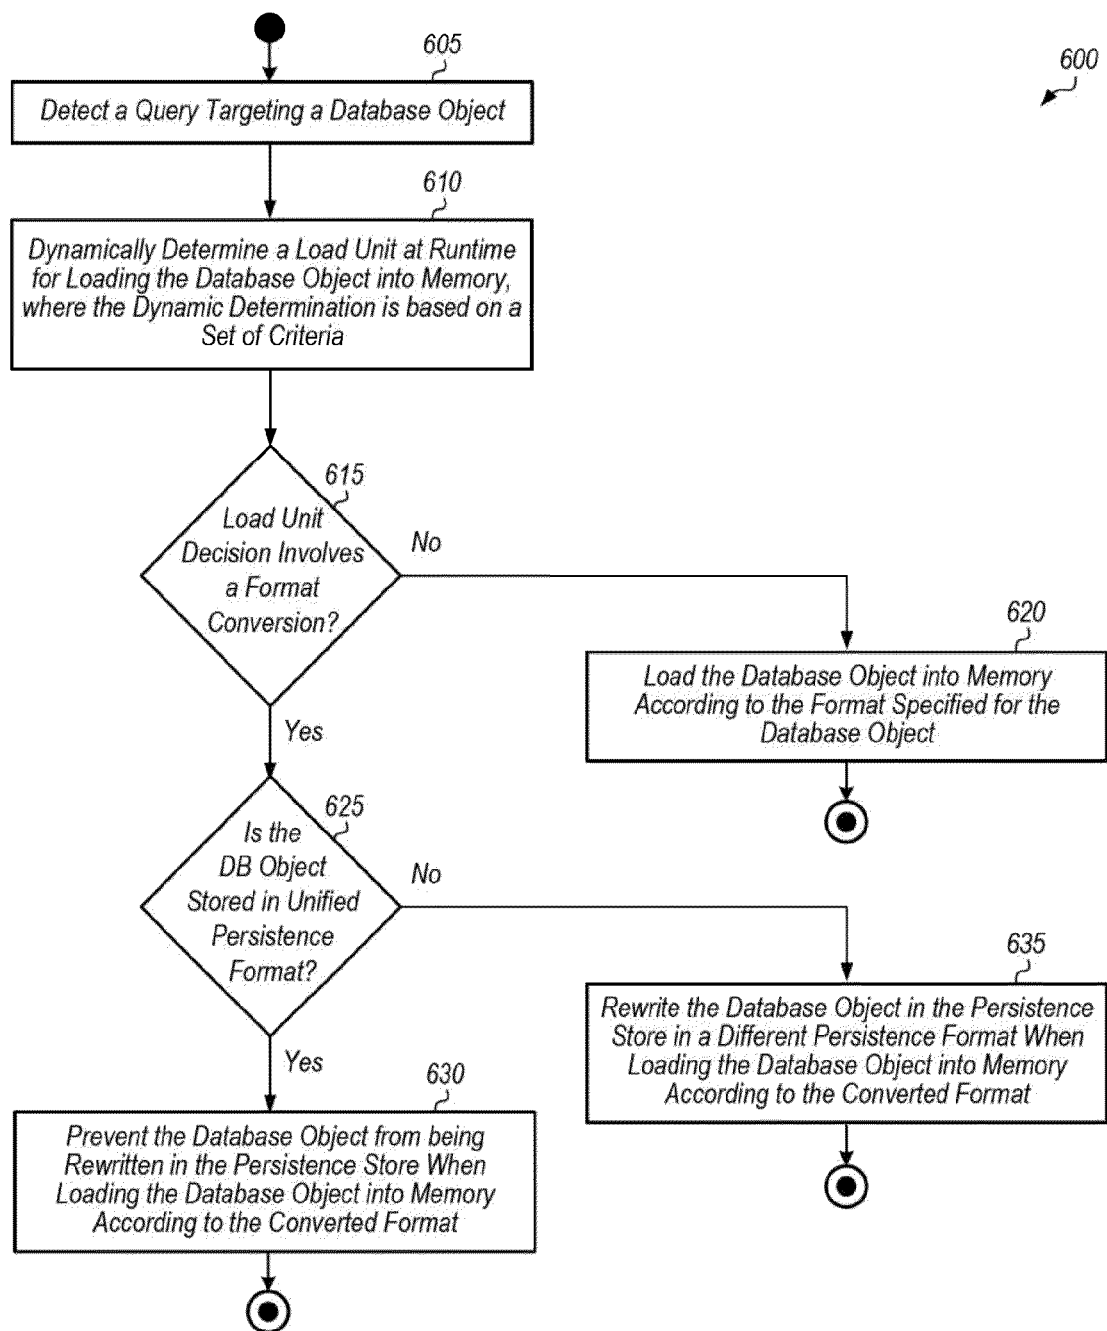 605
600
Detect a Query Targeting a Database Object
610
Dynamically Determine a Load Unit at Runtime
for Loading the Database Object into Memory,
where the Dynamic Determination is based on a
Set of Criteria
615
Load Unit
Decision Involves
a Format
Conversion?
No
Yes
620
Load the Database Object into Memory
According to the Format Specified for the
Database Object
625
Is the
DB Object
Stored in Unified
Persistence
Format?
No
Yes
635
Rewrite the Database Object in the Persistence
Store in a Different Persistence Format When
Loading the Database Object into Memory
According to the Converted Format
630
Prevent the Database Object from being
Rewritten in the Persistence Store When
Loading the Database Object into Memory
According to the Converted Format